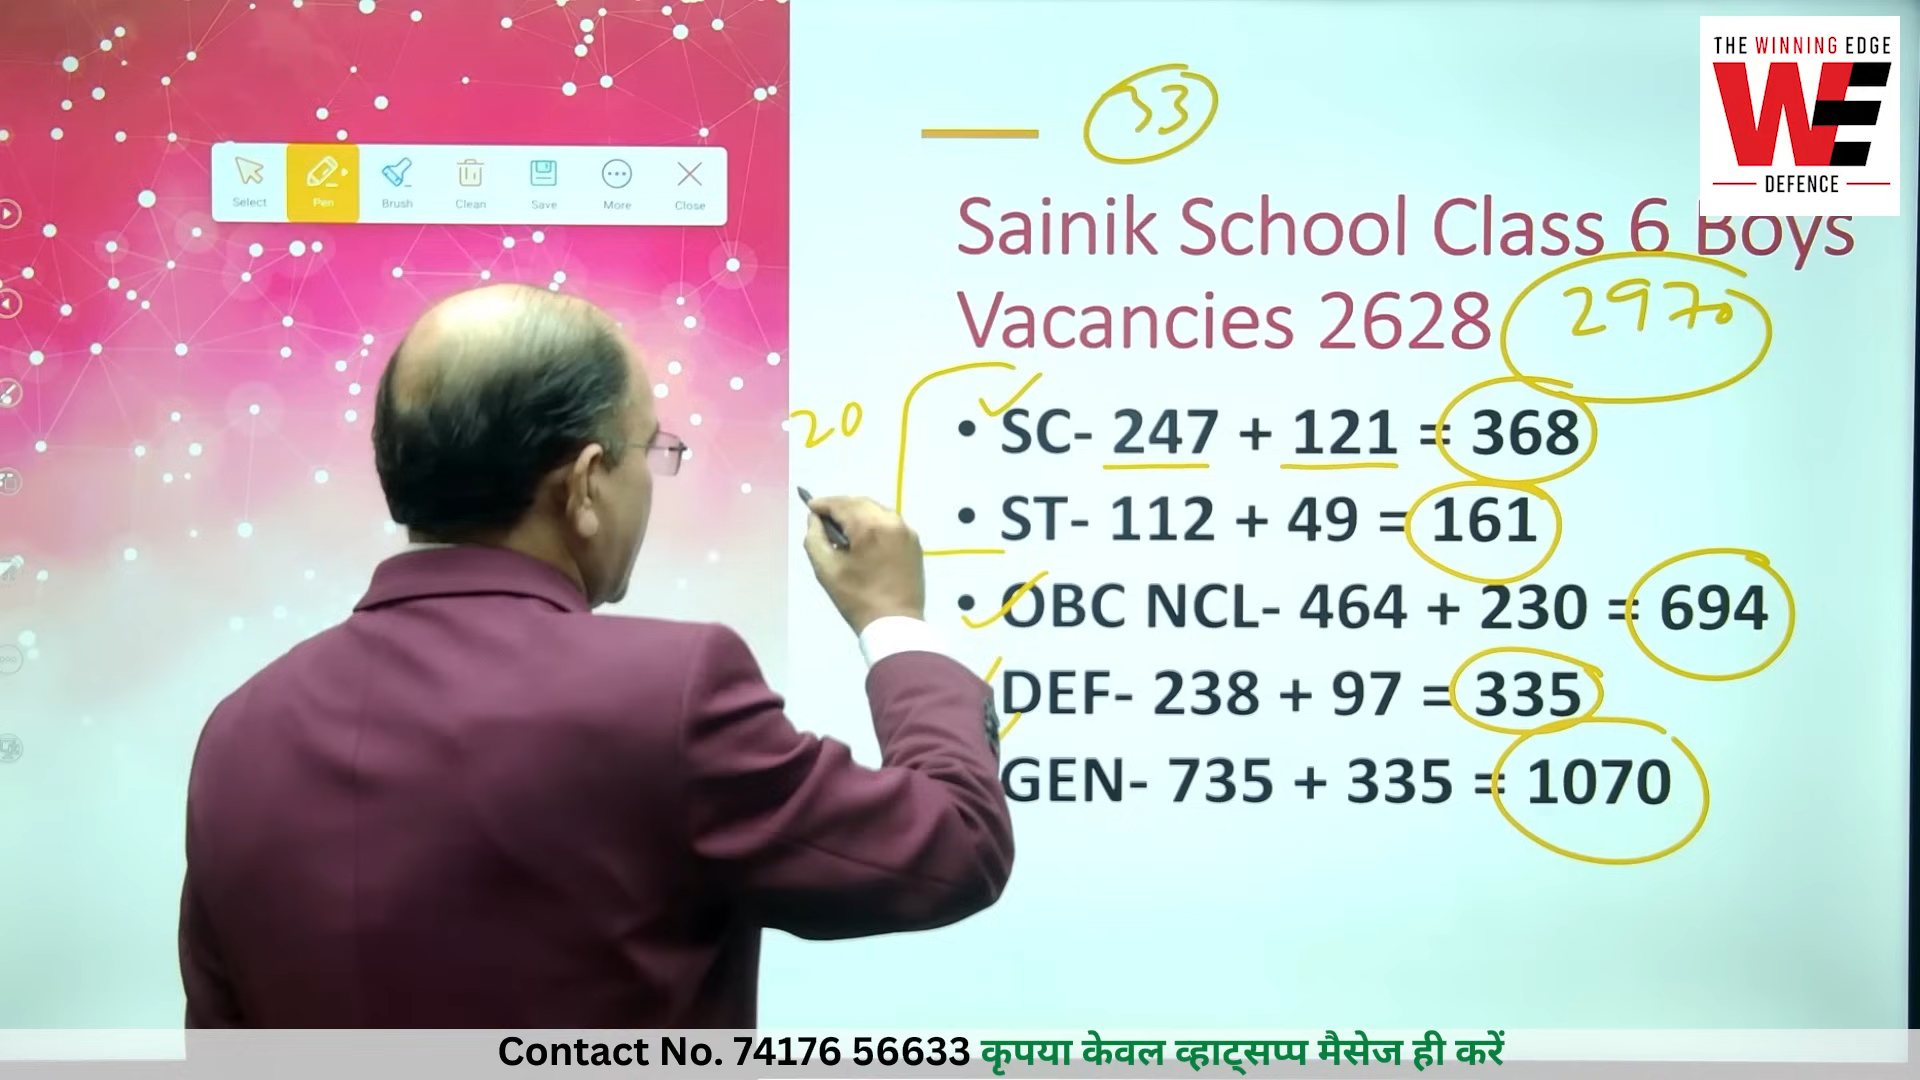 THE WINNING EDGE
WE
DEFENCE
33
Select Pen Brush Clean Save More Close
Sainik School Class 6 Boys
Vacancies 2628 2970
20
• SC- 247 + 121 = 368
• ST- 112 + 49 = 161
• OBC NCL- 464 + 230 = 694
DEF- 238 + 97 = 335
GEN- 735 + 335 = 1070
Contact No. 74176 56633 कृपया केवल व्हाट्सप्प मैसेज ही करें